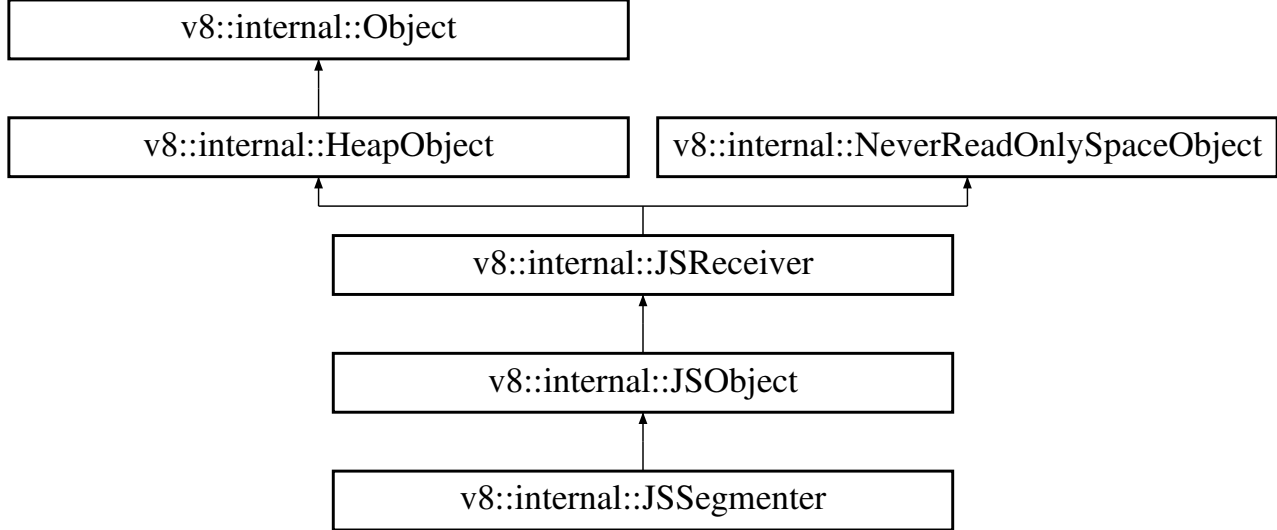 v8::internal::Object
v8::internal::HeapObject
v8::internal::NeverReadOnlySpaceObject
v8::internal::JSReceiver
v8::internal::JSObject
v8::internal::JSSegmenter